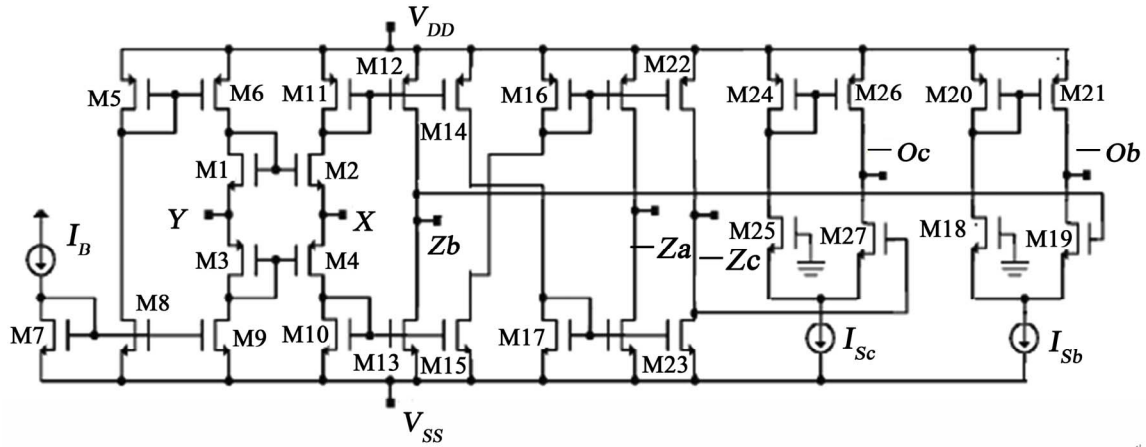 V_DD
M12
M22
M5
M6
M11
M16
M24
M26
M20
M21
M14
M1
M2
—Oc
—Ob
Y
X
Zb
—Za
—Zc
M25
M27
M18
M19
I_B
M3
M4
M8
M7
M9
M10
M13
M15
M17
M23
I_Sc
I_Sb
V_SS